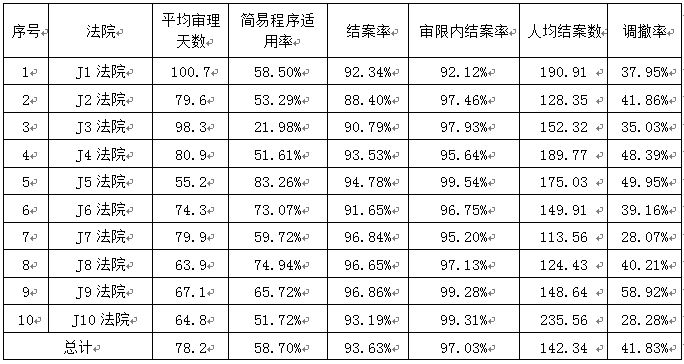 序号 法院 平均审理天数 简易程序适用率 结案率 审限内结案率 人均结案数 调撤率
1 J1 法院 100.7 58.50% 92.34% 92.12% 190.91 37.95%
2 J2 法院 79.6 53.29% 88.40% 97.46% 128.35 41.86%
3 J3 法院 98.3 21.98% 90.79% 97.93% 152.32 35.03%
4 J4 法院 80.9 51.61% 93.53% 95.64% 189.77 48.39%
5 J5 法院 55.2 83.26% 94.78% 99.54% 175.03 49.95%
6 J6 法院 74.3 73.07% 91.65% 96.75% 149.91 39.16%
7 J7 法院 79.9 59.72% 96.84% 95.20% 113.56 28.07%
8 J8 法院 63.9 74.94% 96.65% 97.13% 124.43 40.21%
9 J9 法院 67.1 65.72% 96.86% 99.28% 148.64 58.92%
10 J10 法院 64.8 51.72% 93.19% 99.31% 235.56 28.28%
总计 78.2 58.70% 93.63% 97.03% 142.34 41.83%